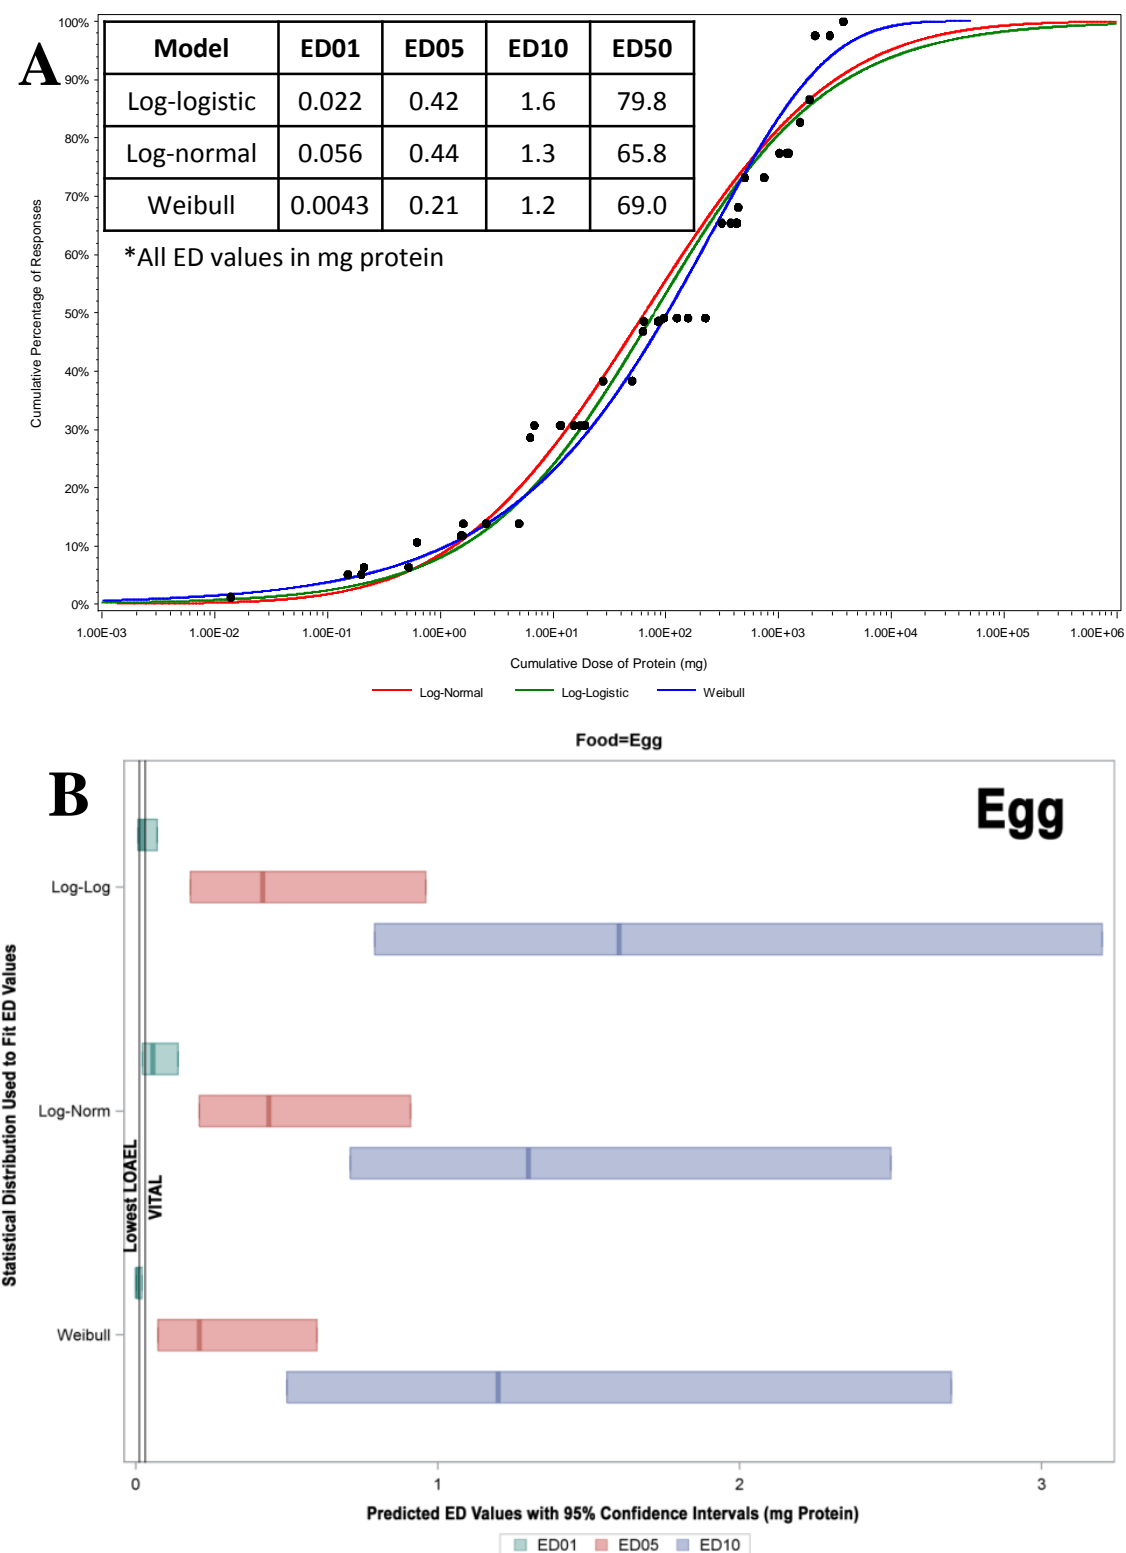 A
Model ED01 ED05 ED10 ED50
Log-logistic 0.022 0.42 1.6 79.8
Log-normal 0.056 0.44 1.3 65.8
Weibull 0.0043 0.21 1.2 69.0
*All ED values in mg protein
100%
90%
80%
70%
60%
50%
40%
30%
20%
10%
0%
Cumulative Percentage of Responses
1.00E-03 1.00E-02 1.00E-01 1.00E+00 1.00E+01 1.00E+02 1.00E+03 1.00E+04 1.00E+05 1.00E+06
Cumulative Dose of Protein (mg)
Log-Normal Log-Logistic Weibull
Food=Egg
B
Egg
Statistical Distribution Used to Fit ED Values
Log-Log
Log-Norm
Weibull
Lowest LOAEL
VITAL
0 1 2 3
Predicted ED Values with 95% Confidence Intervals (mg Protein)
ED01 ED05 ED10